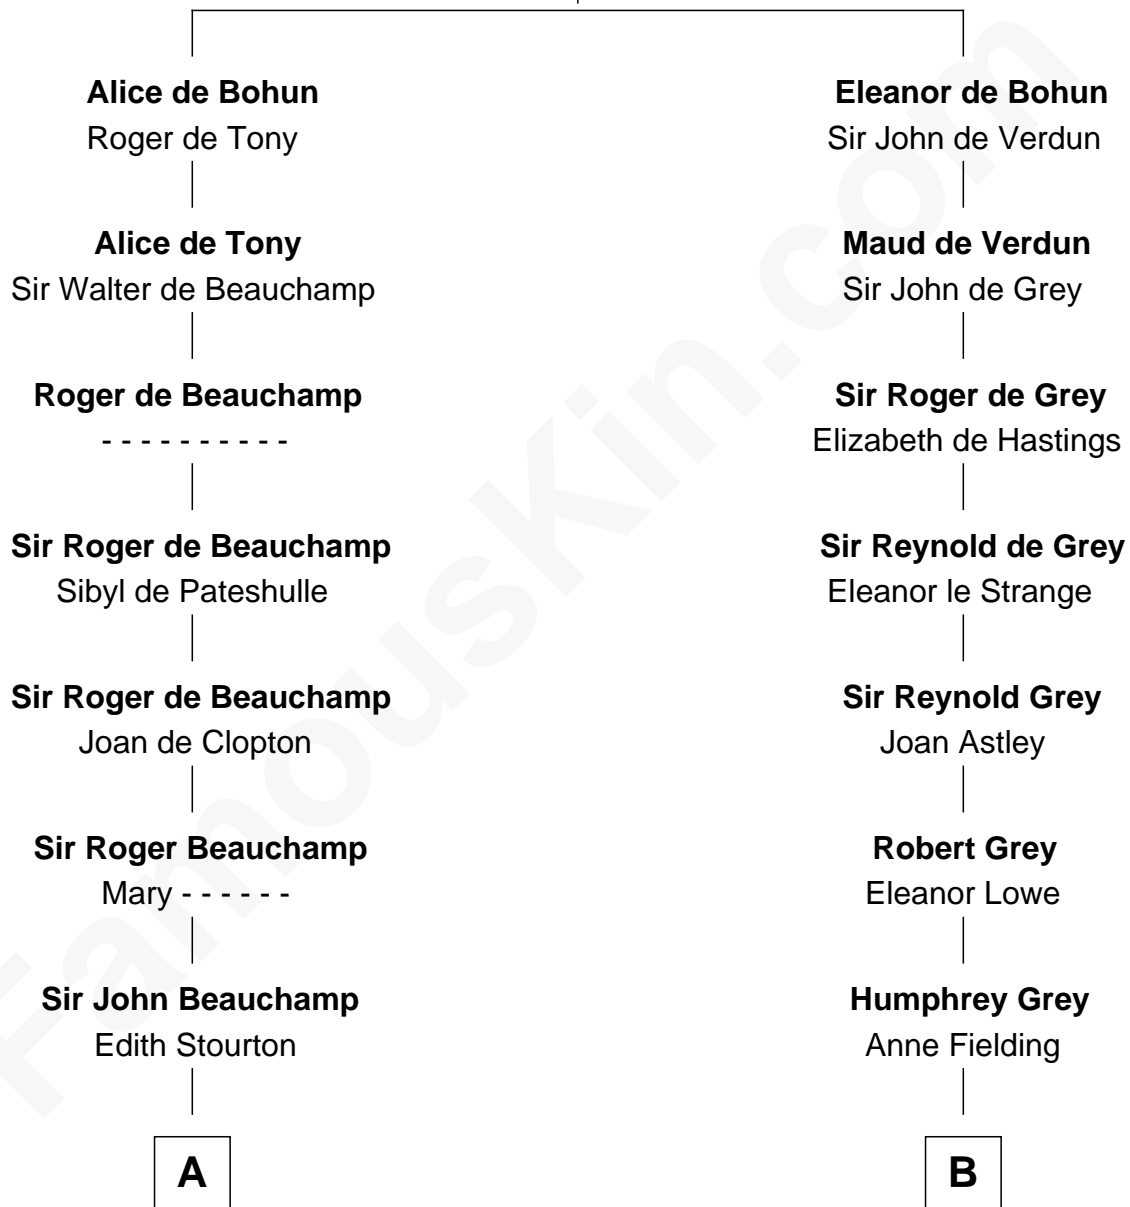 Alice de Bohun
Roger de Tony
Alice de Tony
Sir Walter de Beauchamp
Roger de Beauchamp
- - - - - - - - - -
Sir Roger de Beauchamp
Sibyl de Pateshulle
Sir Roger de Beauchamp
Joan de Clopton
Sir Roger Beauchamp
Mary - - - - - -
Sir John Beauchamp
Edith Stourton
A
Eleanor de Bohun
Sir John de Verdun
Maud de Verdun
Sir John de Grey
Sir Roger de Grey
Elizabeth de Hastings
Sir Reynold de Grey
Eleanor le Strange
Sir Reynold Grey
Joan Astley
Robert Grey
Eleanor Lowe
Humphrey Grey
Anne Fielding
B
FamousKin.com